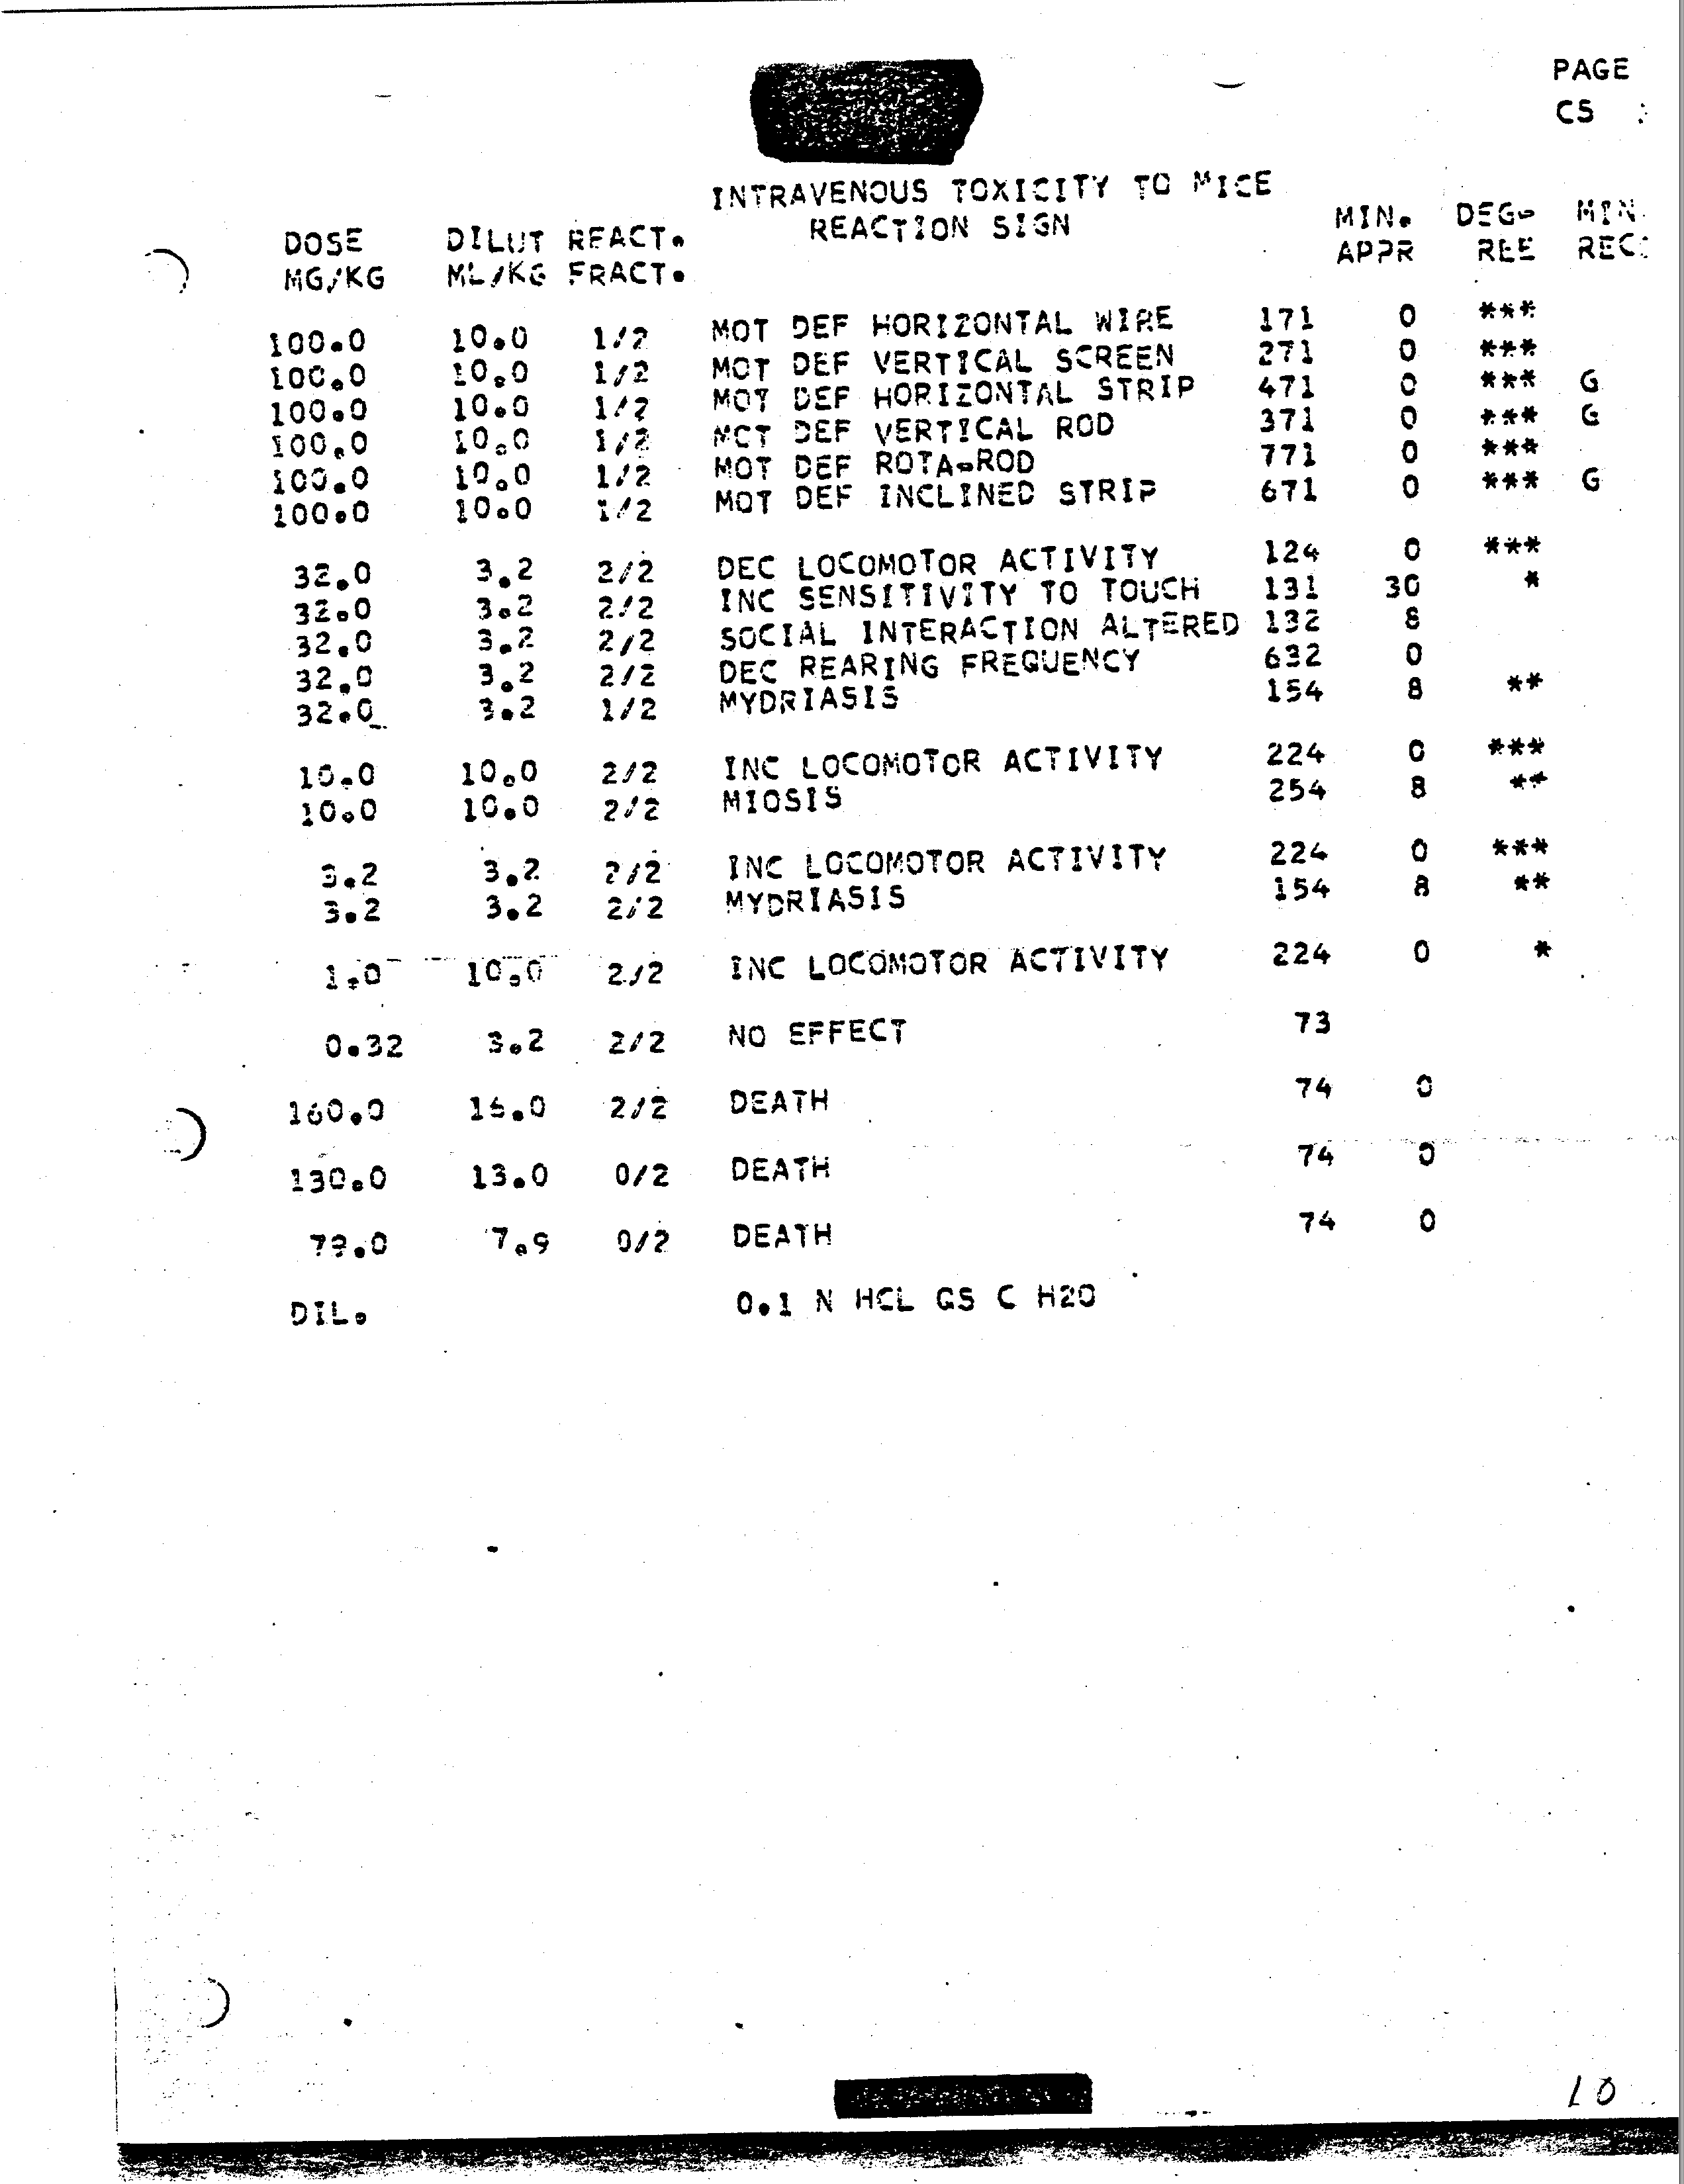 PAGE
CS
INTRAVENOUS TOXICITY TO MICE
DOSE DILUT REACT. REACTION SIGN MIN. DEG- MIN
MG/KG ML/KG FRACT. APPR REE REC
100.0 10.0 1/2 MOT DEF HORIZONTAL WIRE 171 0 ***
100.0 10.0 1/2 MOT DEF VERTICAL SCREEN 271 0 ***
100.0 10.0 1/2 MOT DEF HORIZONTAL STRIP 471 0 *** G
100.0 10.0 1/2 MOT DEF VERTICAL ROD 371 0 *** G
100.0 10.0 1/2 MOT DEF ROTA-ROD 771 0 ***
100.0 10.0 1/2 MOT DEF INCLINED STRIP 671 0 *** G
32.0 3.2 2/2 DEC LOCOMOTOR ACTIVITY 124 0 ***
32.0 3.2 2/2 INC SENSITIVITY TO TOUCH 131 30 *
32.0 3.2 2/2 SOCIAL INTERACTION ALTERED 132 8
32.0 3.2 2/2 DEC REARING FREQUENCY 632 0
32.0 3.2 1/2 MYDRIASIS 154 8 **
10.0 10.0 2/2 INC LOCOMOTOR ACTIVITY 224 0 ***
10.0 10.0 2/2 MIOSIS 254 8 **
3.2 3.2 2/2 INC LOCOMOTOR ACTIVITY 224 0 ***
3.2 3.2 2/2 MYDRIASIS 154 8 **
1.0 10.0 2/2 INC LOCOMOTOR ACTIVITY 224 0 *
0.32 3.2 2/2 NO EFFECT 73
160.0 16.0 2/2 DEATH 74 0
130.0 13.0 0/2 DEATH 74 0
79.0 7.9 0/2 DEATH 74 0
DIL. 0.1 N HCL GS C H2O
10